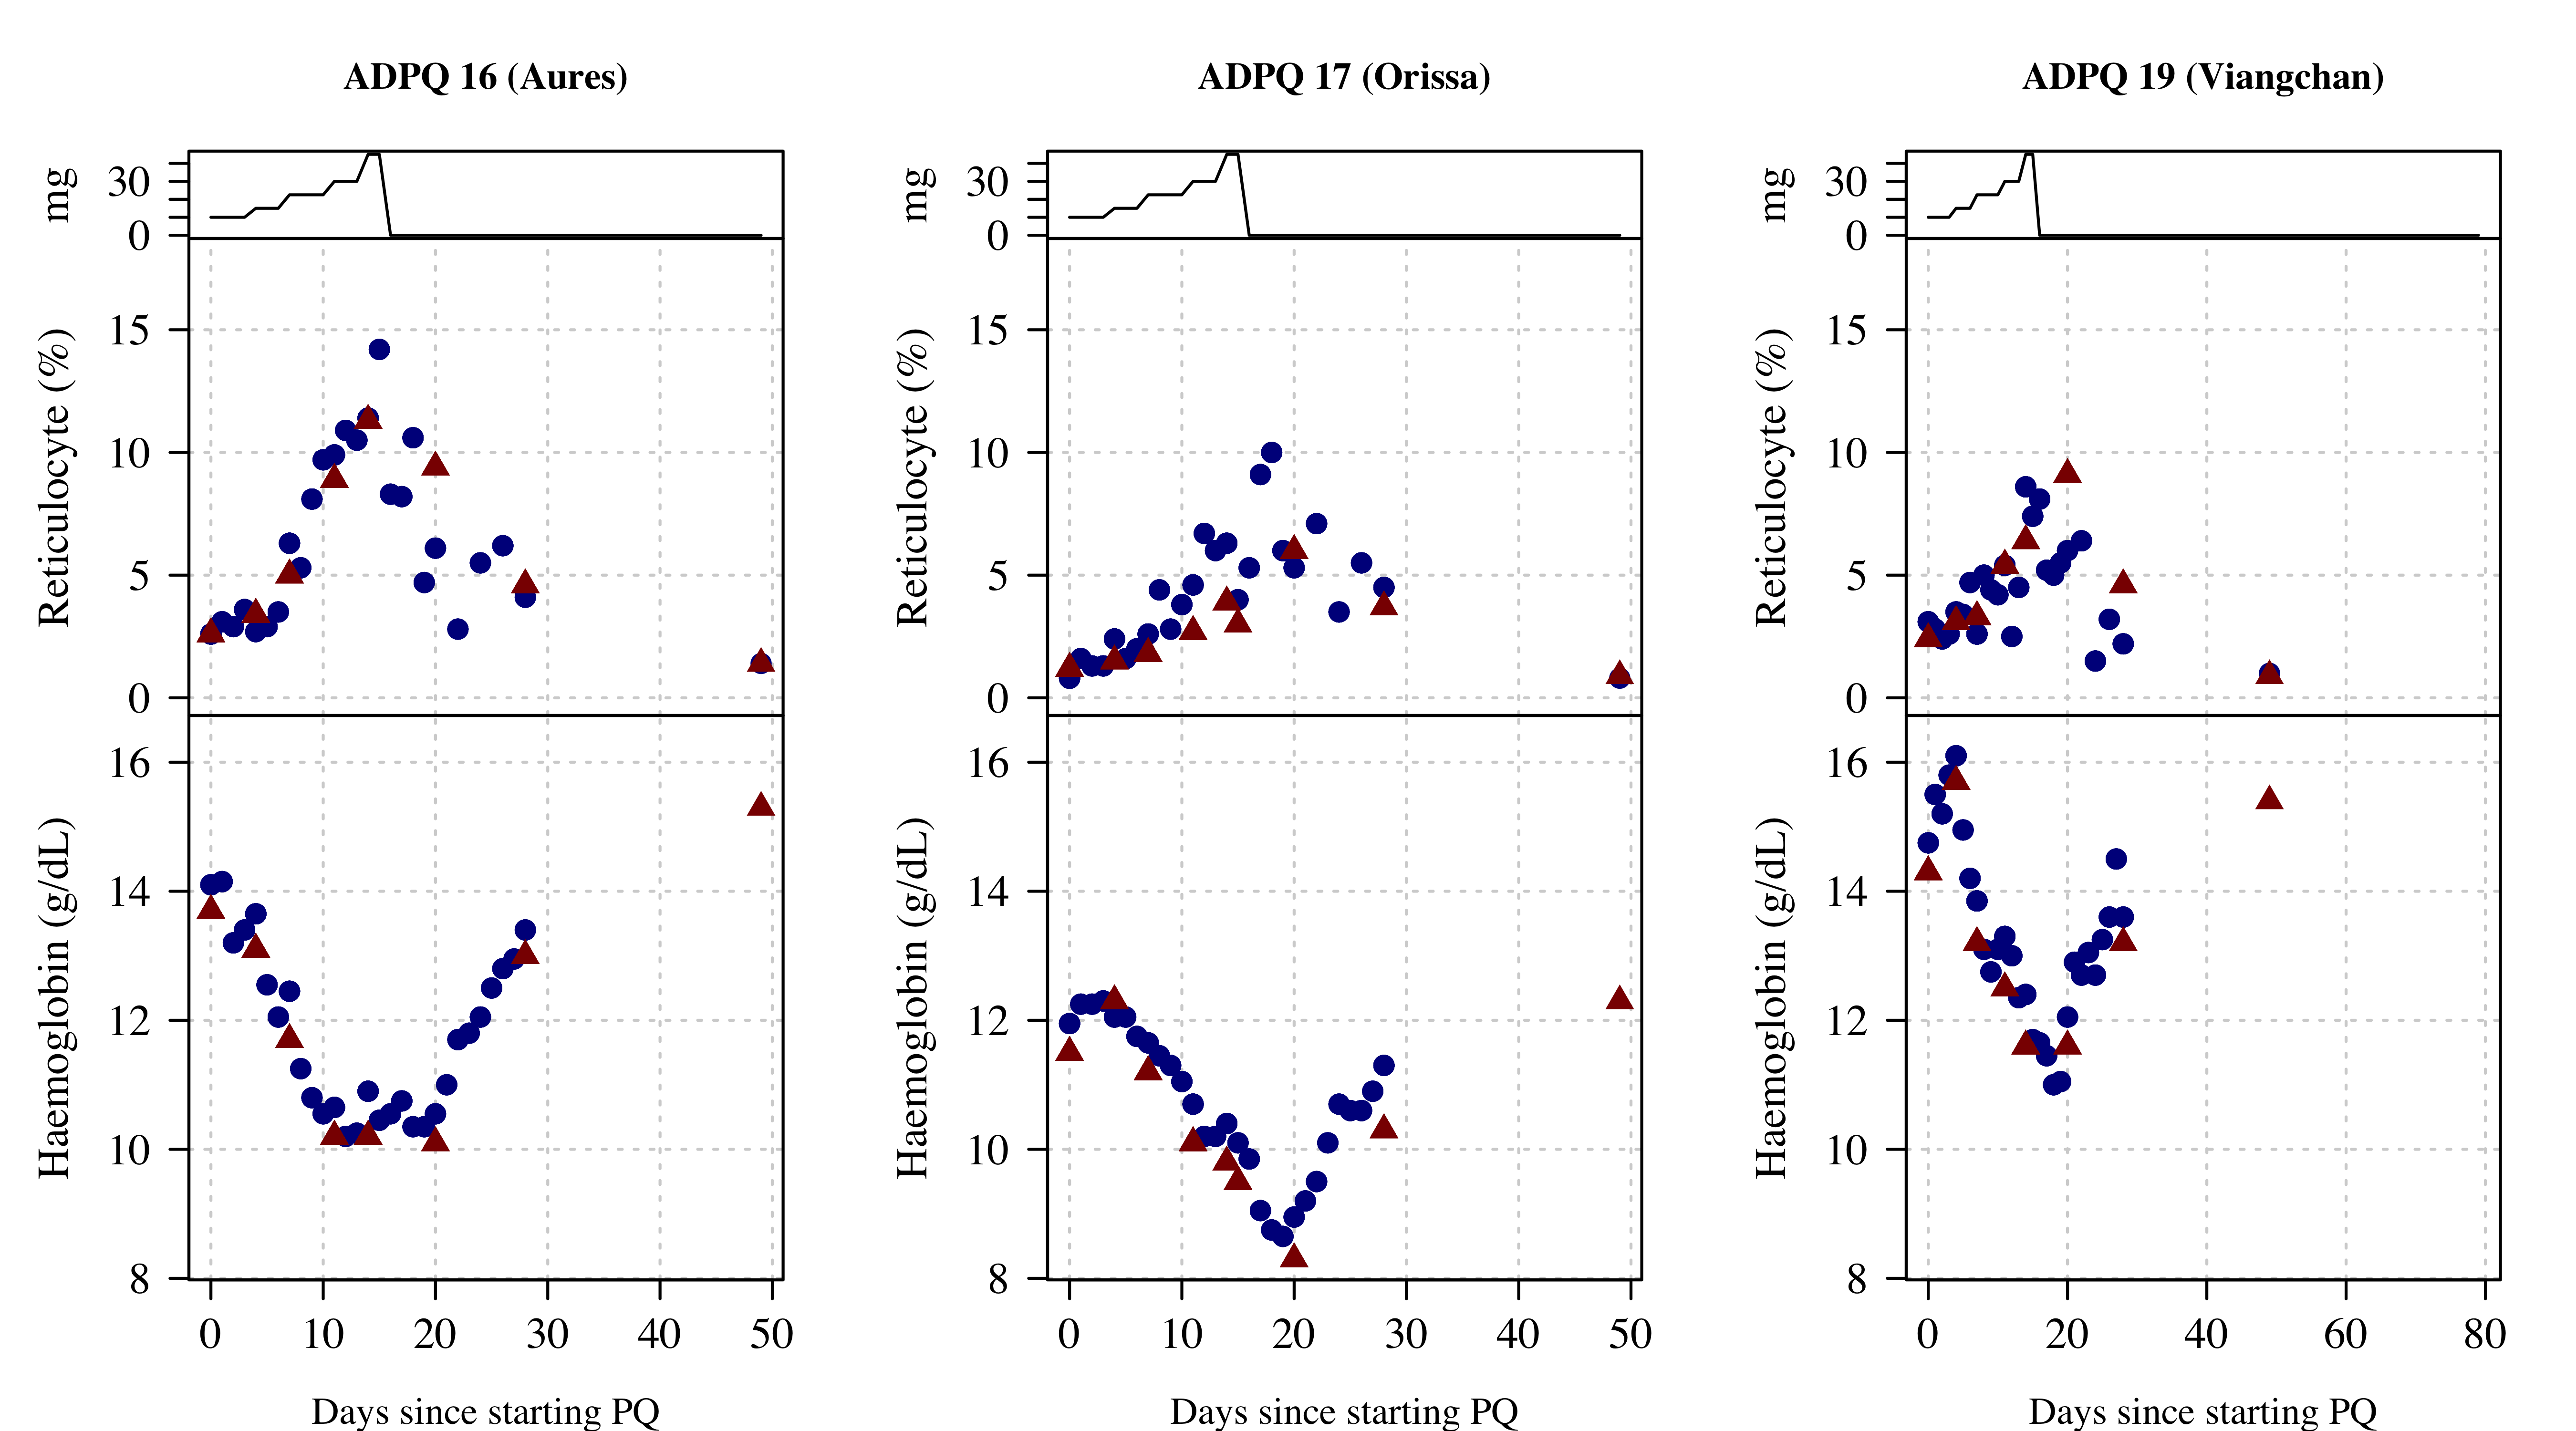 ADPQ 16 (Aures)
mg
30
0
Reticulocyte (%)
15
10
5
0
Haemoglobin (g/dL)
16
14
12
10
8
0 10 20 30 40 50
Days since starting PQ
ADPQ 17 (Orissa)
mg
30
0
Reticulocyte (%)
15
10
5
0
Haemoglobin (g/dL)
16
14
12
10
8
0 10 20 30 40 50
Days since starting PQ
ADPQ 19 (Viangchan)
mg
30
0
Reticulocyte (%)
15
10
5
0
Haemoglobin (g/dL)
16
14
12
10
8
0 20 40 60 80
Days since starting PQ